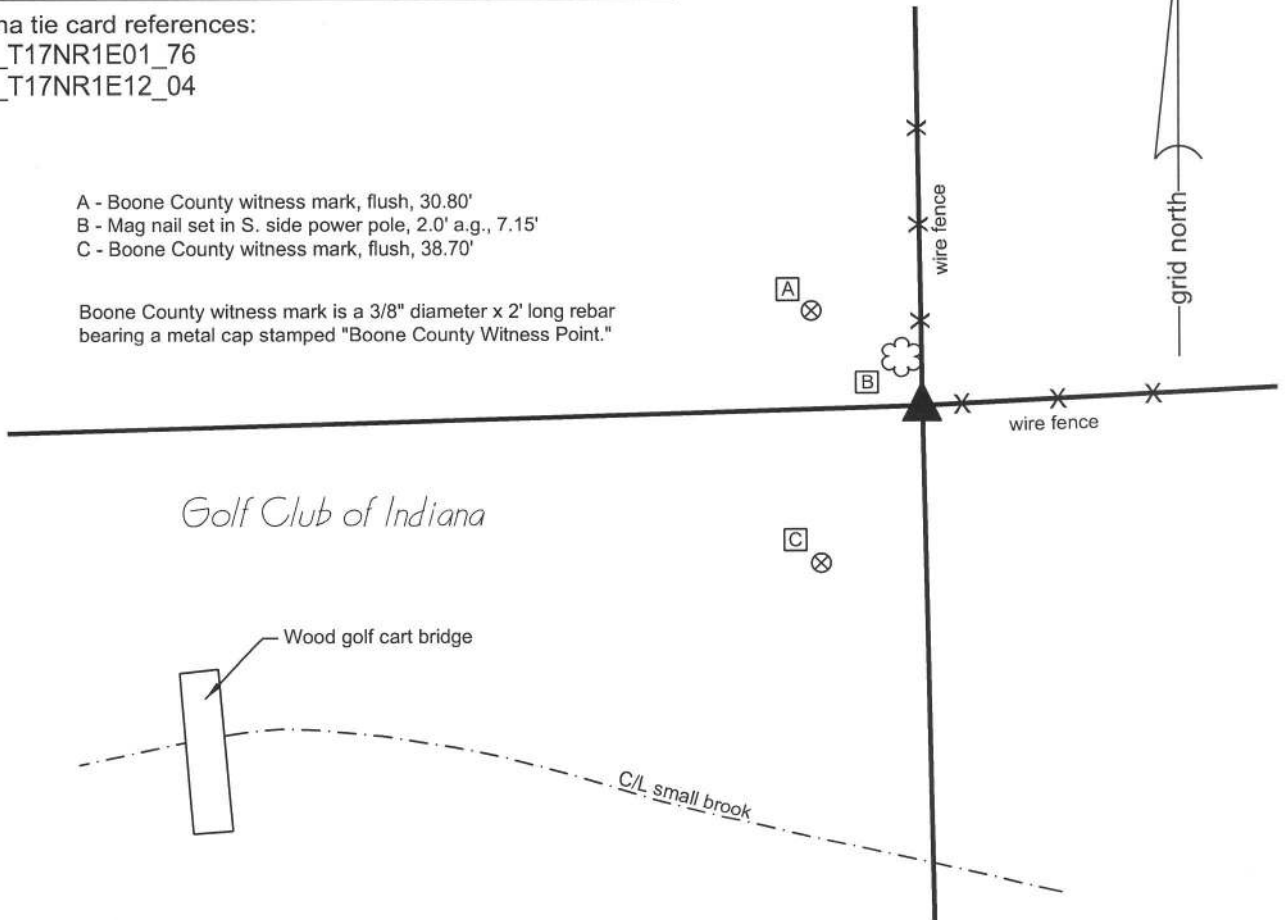 na tie card references:
_T17NR1E01_76
_T17NR1E12_04
A - Boone County witness mark, flush, 30.80'
B - Mag nail set in S. side power pole, 2.0' a.g., 7.15'
C - Boone County witness mark, flush, 38.70'
Boone County witness mark is a 3/8" diameter x 2' long rebar
bearing a metal cap stamped "Boone County Witness Point."
wire fence
grid north
A
B
wire fence
Golf Club of Indiana
C
Wood golf cart bridge
C/L small brook